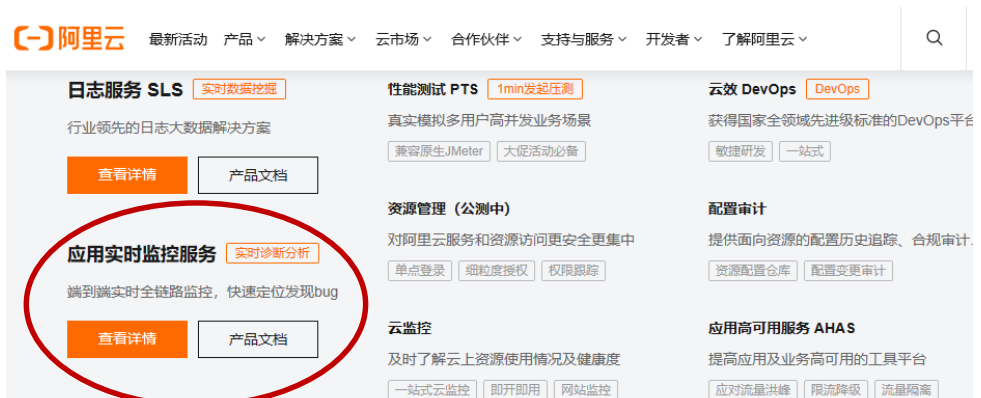 [-] 阿里云 最新活动 产品 解决方案 云市场 合作伙伴 支持与服务 开发者 了解阿里云
日志服务 SLS 实时数据挖掘
行业领先的日志大数据解决方案
查看详情 产品文档
应用实时监控服务 实时诊断分析
端到端实时全链路监控，快速定位发现bug
查看详情 产品文档
性能测试 PTS 1min发起压测
真实模拟多用户高并发业务场景
兼容原生JMeter 大促活动必备
资源管理（公测中）
对阿里云服务和资源访问更安全更集中
单点登录 细粒度授权 权限跟踪
云监控
及时了解云上资源使用情况及健康度
一站式云监控 即开即用 网站监控
云效 DevOps DevOps
获得国家全领域先进级标准的DevOps平台
敏捷研发 一站式
配置审计
提供面向资源的配置历史追踪、合规审计
资源配置仓库 配置变更审计
应用高可用服务 AHAS
提高应用及业务高可用的工具平台
应对流量洪峰 限流降级 流量隔离